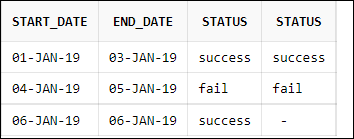 START_DATE END_DATE STATUS STATUS
01-JAN-19 03-JAN-19 success success
04-JAN-19 05-JAN-19 fail fail
06-JAN-19 06-JAN-19 success -